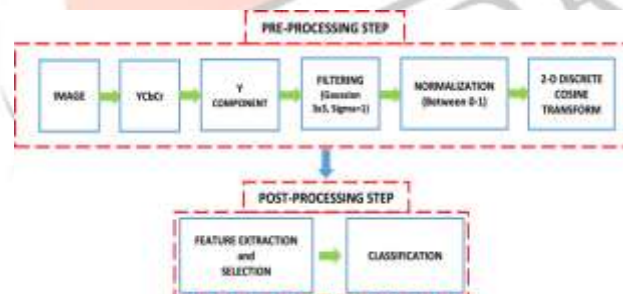 PRE-PROCESSING STEP
IMAGE
YCbCr
Y
COMPONENT
FILTERING
(Gaussian
3x3, Sigma=1)
NORMALIZATION
(Between 0-1)
2-D DISCRETE
COSINE
TRANSFORM
POST-PROCESSING STEP
FEATURE EXTRACTION
and
SELECTION
CLASSIFICATION